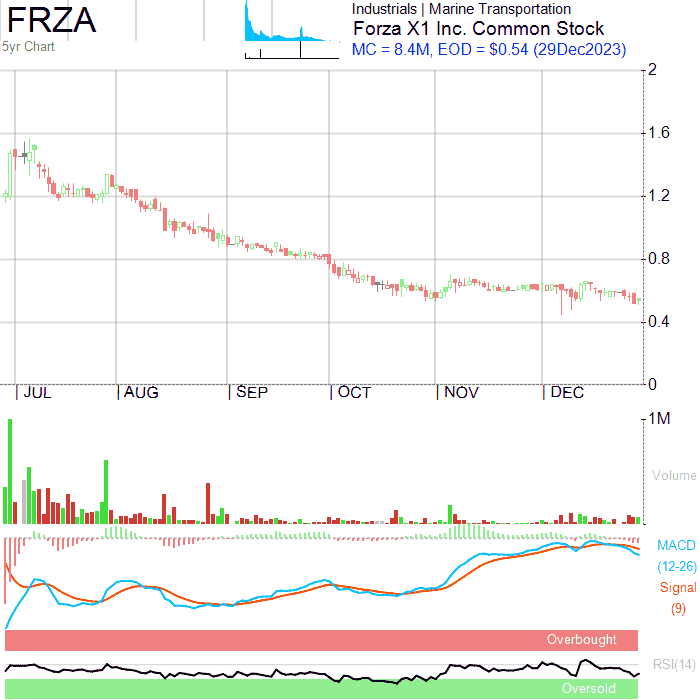 FRZA
5yr Chart
Industrials | Marine Transportation
Forza X1 Inc. Common Stock
MC = 8.4M, EOD = $0.54 (29Dec2023)
2
1.6
1.2
0.8
0.4
0
JUL AUG SEP OCT NOV DEC
1M
Volume
MACD
(12-26)
Signal
(9)
Overbought
RSI(14)
Oversold